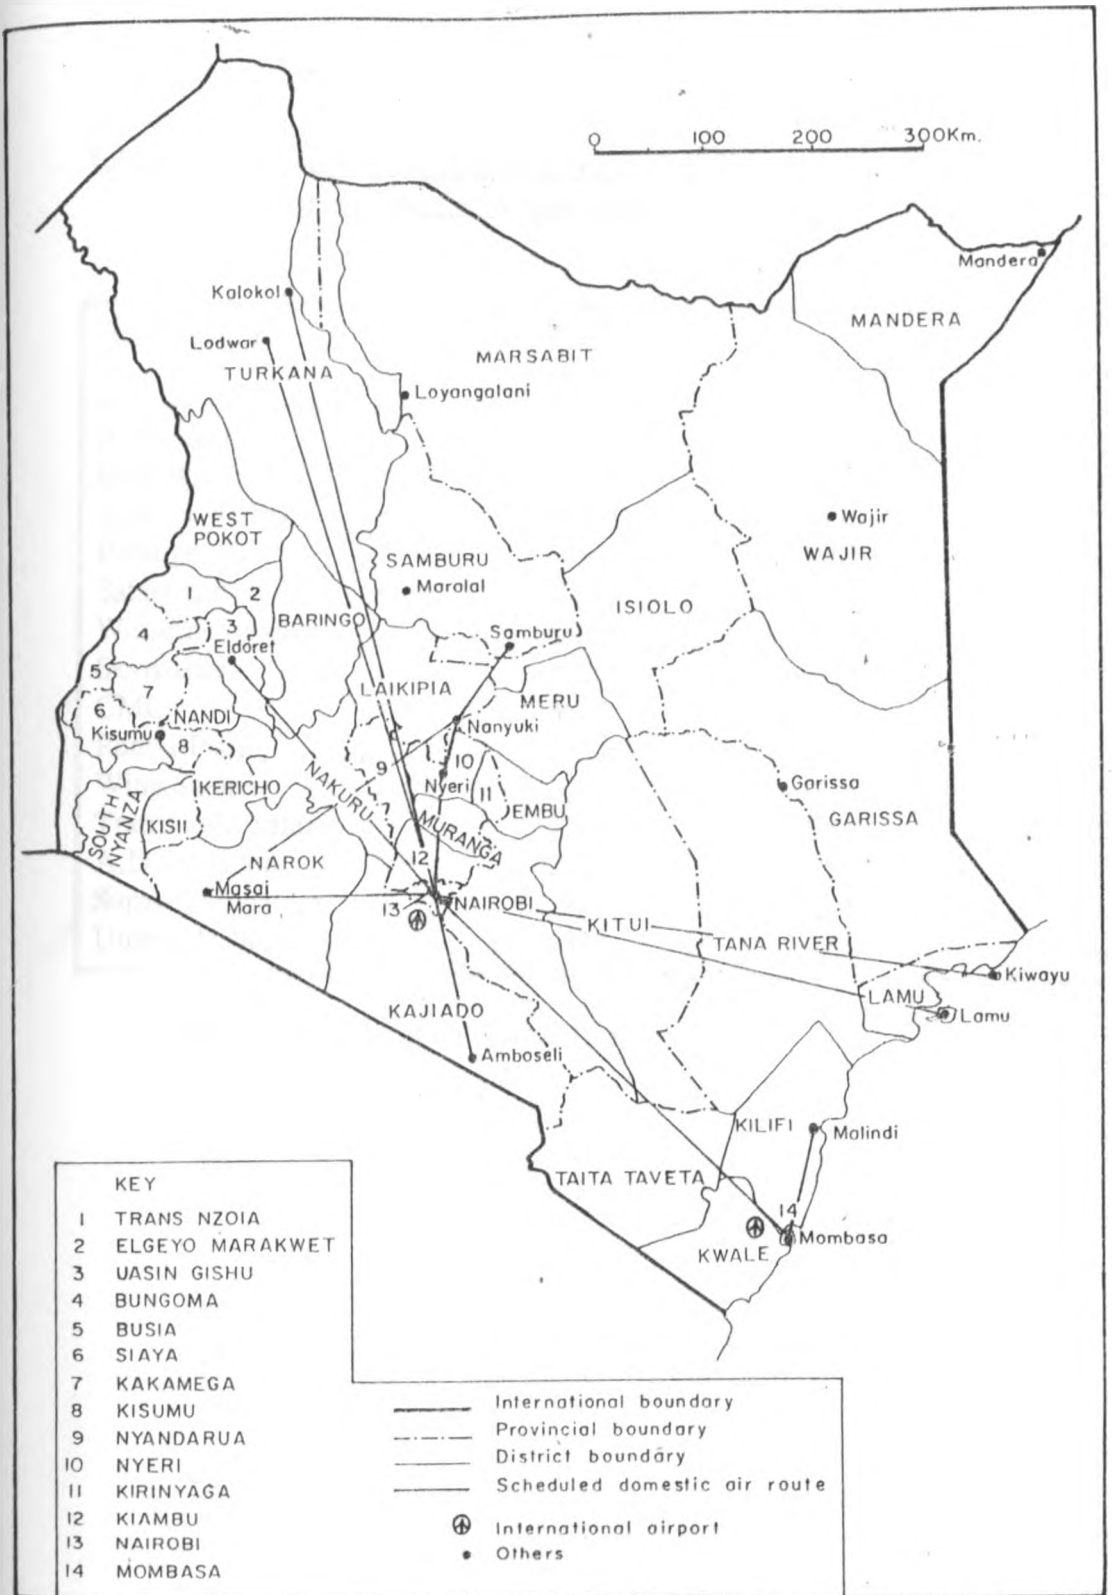 0 100 200 300Km.
Mandera
Kalokol
MANDERA
Lodwar
MARSABIT
TURKANA
Loyangalani
WEST
POKOT
Wajir
SAMBURU
WAJIR
Maralal
1
2
ISIOLO
BARINGO
3
4
Samburu
Eldoret
5
7
LAIKIPIA
MERU
6
NANDI
Nanyuki
Kisumu
8
9
10
NAKURU
Nyeri
Garissa
KERICHO
11
EMBU
SOUTH
NYANZA
KISII
MURANGA
GARISSA
NAROK
12
Masai
Mara
13
NAIROBI
KITUI
TANA RIVER
Kiwayu
LAMU
KAJIADO
Lamu
Amboseli
KILIFI
Malindi
TAITA TAVETA
14
Mombasa
KWALE
KEY
1 TRANS NZOIA
2 ELGEYO MARAKWET
3 UASIN GISHU
4 BUNGOMA
5 BUSIA
6 SIAYA
7 KAKAMEGA
8 KISUMU
9 NYANDARUA
10 NYERI
11 KIRINYAGA
12 KIAMBU
13 NAIROBI
14 MOMBASA
International boundary
Provincial boundary
District boundary
Scheduled domestic air route
International airport
Others